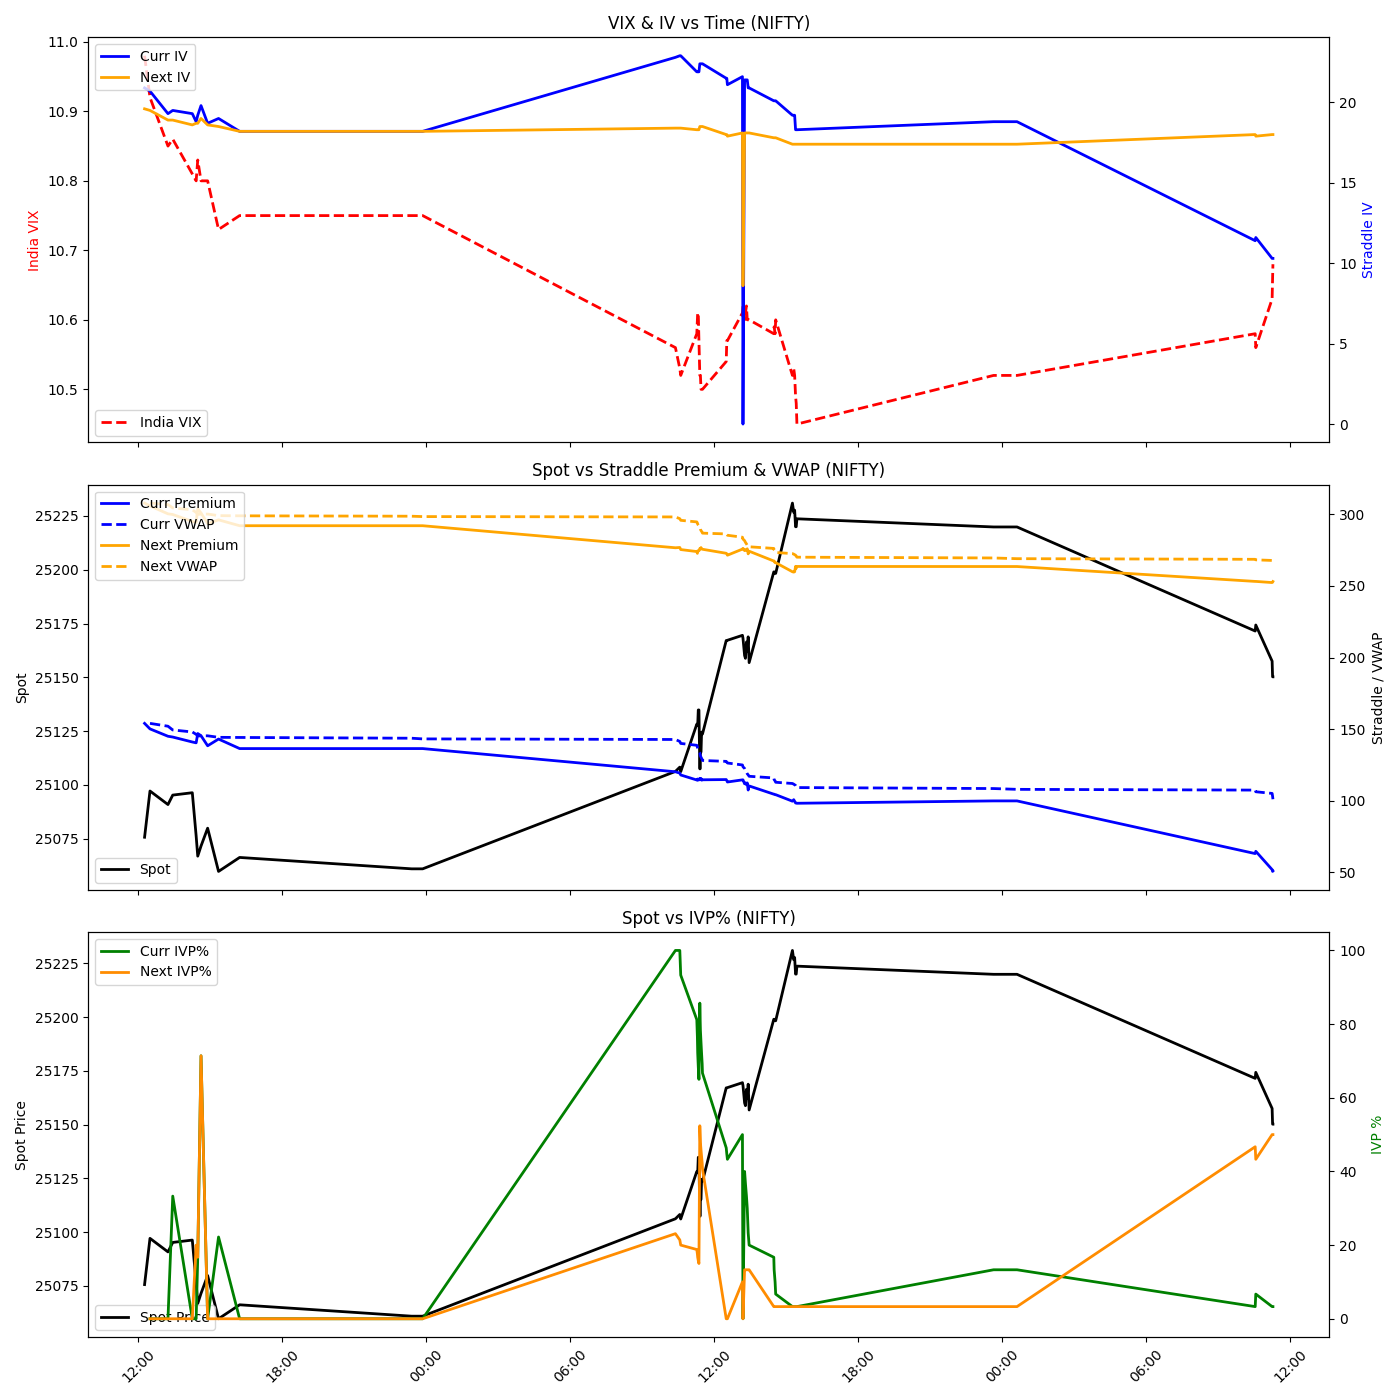 VIX & IV vs Time (NIFTY)
11.0
10.9
10.8
10.7
10.6
10.5
India VIX
Curr IV
Next IV
India VIX
20
15
10
5
0
Straddle IV
Spot vs Straddle Premium & VWAP (NIFTY)
25225
25200
25175
25150
25125
25100
25075
Spot
Curr Premium
Curr VWAP
Next Premium
Next VWAP
Spot
300
250
200
150
100
50
Straddle / VWAP
Spot vs IVP% (NIFTY)
25225
25200
25175
25150
25125
25100
25075
Spot Price
Curr IVP%
Next IVP%
Spot Price
100
80
60
40
20
0
IVP %
12:00
18:00
00:00
06:00
12:00
18:00
00:00
06:00
12:00